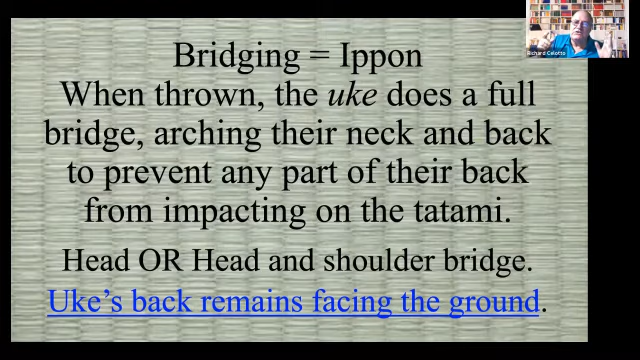 Richard Celotto
Bridging = Ippon
When thrown, the uke does a full
bridge, arching their neck and back
to prevent any part of their back
from impacting on the tatami.
Head OR Head and shoulder bridge.
Uke’s back remains facing the ground.